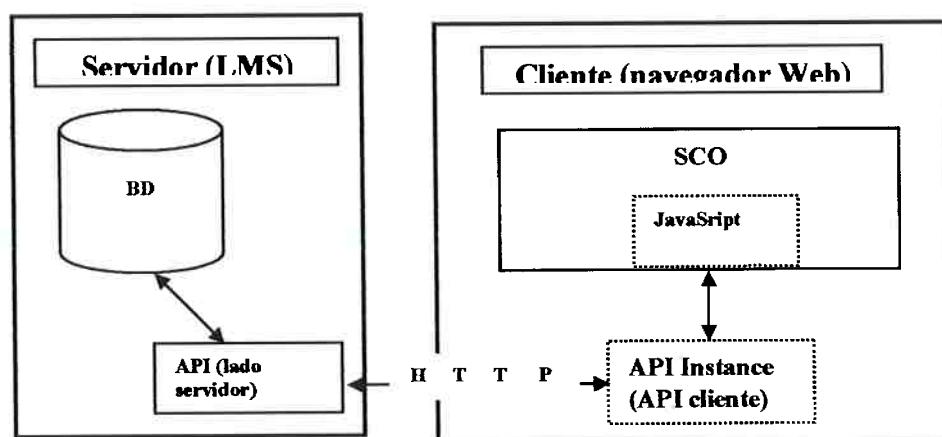 Servidor (LMS)
BD
API (lado
servidor)
H T T P
Cliente (navegador Web)
SCO
JavaSript
API Instance
(API cliente)